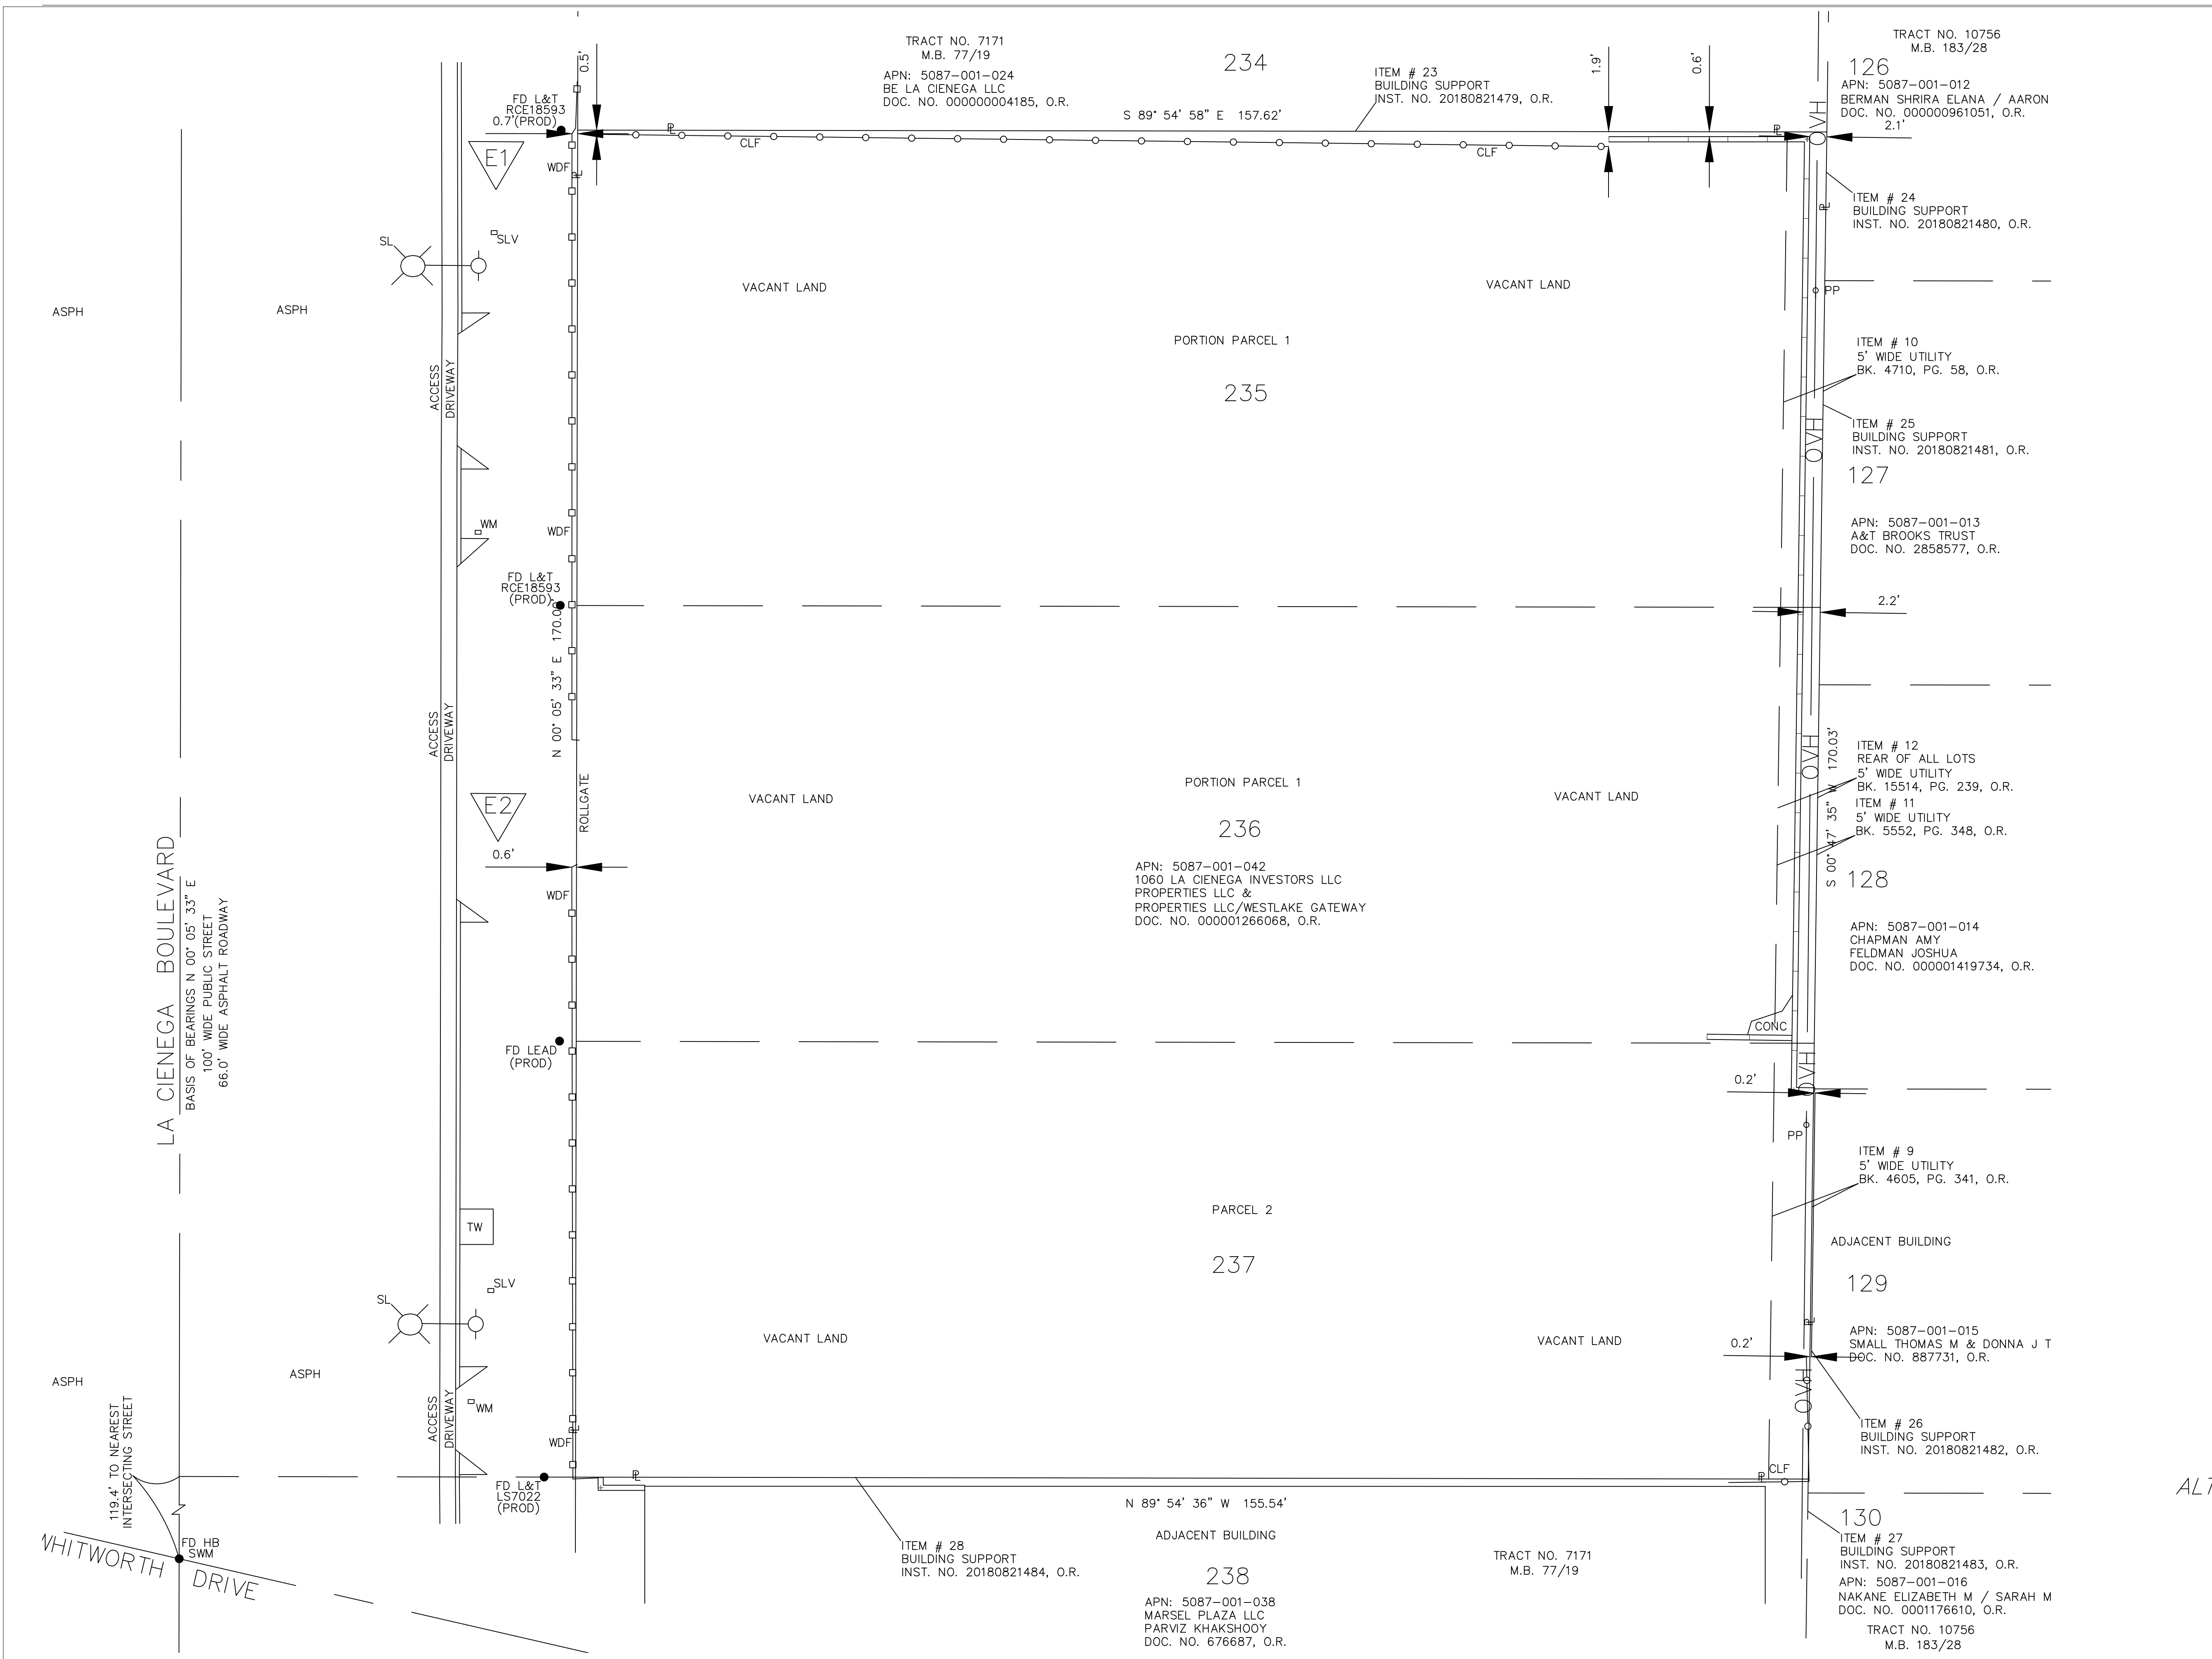 TRACT NO. 7171
M.B. 77/19
234
APN: 5087-001-024
BE LA CIENEGA LLC
DOC. NO. 000000004185, O.R.
ITEM # 23
BUILDING SUPPORT
INST. NO. 20180821479, O.R.
S 89° 54' 58" E 157.62'
0.5'
1.9'
0.6'
TRACT NO. 10756
M.B. 183/28
126
APN: 5087-001-012
BERMAN SHRIRA ELANA / AARON
DOC. NO. 000000961051, O.R.
2.1'
FD L&T
RCE18593
0.7'(PROD)
E1
WDF
PL
PL
CLF
CLF
PL
OVH
ITEM # 24
BUILDING SUPPORT
INST. NO. 20180821480, O.R.
PL
SL
SLV
ASPH
ASPH
VACANT LAND
VACANT LAND
PP
PORTION PARCEL 1
235
ITEM # 10
5' WIDE UTILITY
BK. 4710, PG. 58, O.R.
ACCESS
DRIVEWAY
ITEM # 25
BUILDING SUPPORT
INST. NO. 20180821481, O.R.
OVH
127
WM
WDF
APN: 5087-001-013
A&T BROOKS TRUST
DOC. NO. 2858577, O.R.
FD L&T
RCE18593
(PROD)
2.2'
N 00° 05' 33" E 170.00'
ACCESS
DRIVEWAY
ROLLGATE
E2
VACANT LAND
PORTION PARCEL 1
VACANT LAND
236
OVH
S 00° 47' 35" W 170.03'
ITEM # 12
REAR OF ALL LOTS
5' WIDE UTILITY
BK. 15514, PG. 239, O.R.
ITEM # 11
5' WIDE UTILITY
BK. 5552, PG. 348, O.R.
0.6'
WDF
APN: 5087-001-042
1060 LA CIENEGA INVESTORS LLC
PROPERTIES LLC &
PROPERTIES LLC/WESTLAKE GATEWAY
DOC. NO. 000001266068, O.R.
128
APN: 5087-001-014
CHAPMAN AMY
FELDMAN JOSHUA
DOC. NO. 000001419734, O.R.
LA CIENEGA BOULEVARD
BASIS OF BEARINGS N 00° 05' 33" E
100' WIDE PUBLIC STREET
66.0' WIDE ASPHALT ROADWAY
CONC
FD LEAD
(PROD)
OVH
0.2'
PP
ITEM # 9
5' WIDE UTILITY
BK. 4605, PG. 341, O.R.
TW
PARCEL 2
237
ADJACENT BUILDING
129
SLV
SL
VACANT LAND
VACANT LAND
0.2'
PL
APN: 5087-001-015
SMALL THOMAS M & DONNA J T
DOC. NO. 887731, O.R.
ASPH
ASPH
OVH
ACCESS
DRIVEWAY
WM
PL
WDF
ITEM # 26
BUILDING SUPPORT
INST. NO. 20180821482, O.R.
119.4' TO NEAREST
INTERSECTING STREET
PL
PL
CLF
FD L&T
LS7022
(PROD)
N 89° 54' 36" W 155.54'
ALT
130
ITEM # 27
BUILDING SUPPORT
INST. NO. 20180821483, O.R.
APN: 5087-001-016
NAKANE ELIZABETH M / SARAH M
DOC. NO. 0001176610, O.R.
TRACT NO. 10756
M.B. 183/28
FD HB
SWM
WHITWORTH DRIVE
ITEM # 28
BUILDING SUPPORT
INST. NO. 20180821484, O.R.
ADJACENT BUILDING
238
APN: 5087-001-038
MARSEL PLAZA LLC
PARVIZ KHAKSHOOY
DOC. NO. 676687, O.R.
TRACT NO. 7171
M.B. 77/19